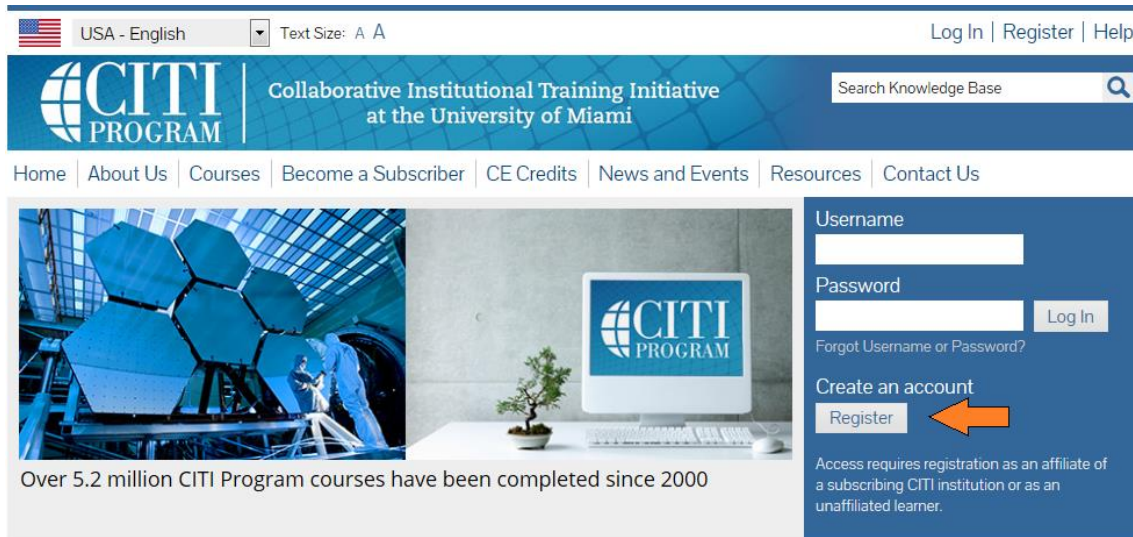 USA - English Text Size: A A Log In | Register | Help
CITI
PROGRAM
Collaborative Institutional Training Initiative
at the University of Miami
Search Knowledge Base
Home About Us Courses Become a Subscriber CE Credits News and Events Resources Contact Us
CITI
PROGRAM
Over 5.2 million CITI Program courses have been completed since 2000
Username
Password
Log In
Forgot Username or Password?
Create an account
Register
Access requires registration as an affiliate of
a subscribing CITI institution or as an
unaffiliated learner.